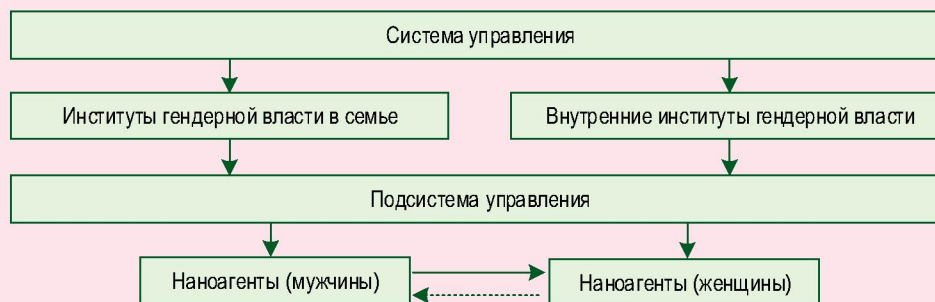 Система управления
Институты гендерной власти в семье
Внутренние институты гендерной власти
Подсистема управления
Наноагенты (мужчины)
Наноагенты (женщины)